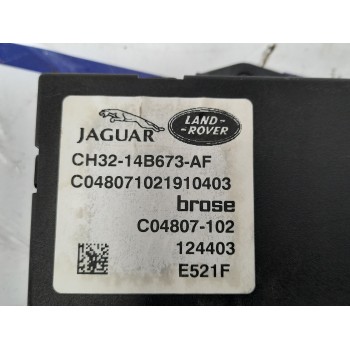 JAGUAR
LAND-
ROVER
CH32-14B673-AF
C048071021910403
brose
C04807-102
124403
E521F